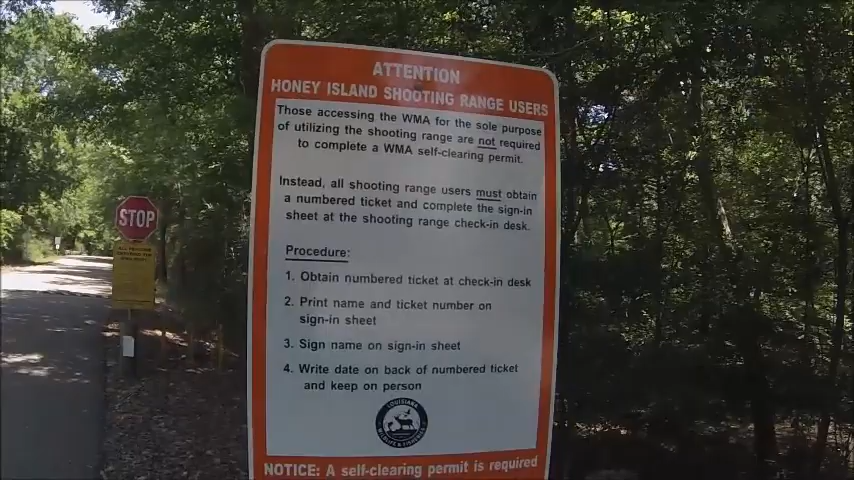 ATTENTION
HONEY ISLAND SHOOTING RANGE USERS
Those accessing the WMA for the sole purpose
of utilizing the shooting range are not required
to complete a WMA self-clearing permit.
Instead, all shooting range users must obtain
a numbered ticket and complete the sign-in
sheet at the shooting range check-in desk.
Procedure:
1. Obtain numbered ticket at check-in desk
2. Print name and ticket number on
sign-in sheet
3. Sign name on sign-in sheet
4. Write date on back of numbered ticket
and keep on person
LOUISIANA
WILDLIFE & FISHERIES
NOTICE: A self-clearing permit is required
STOP